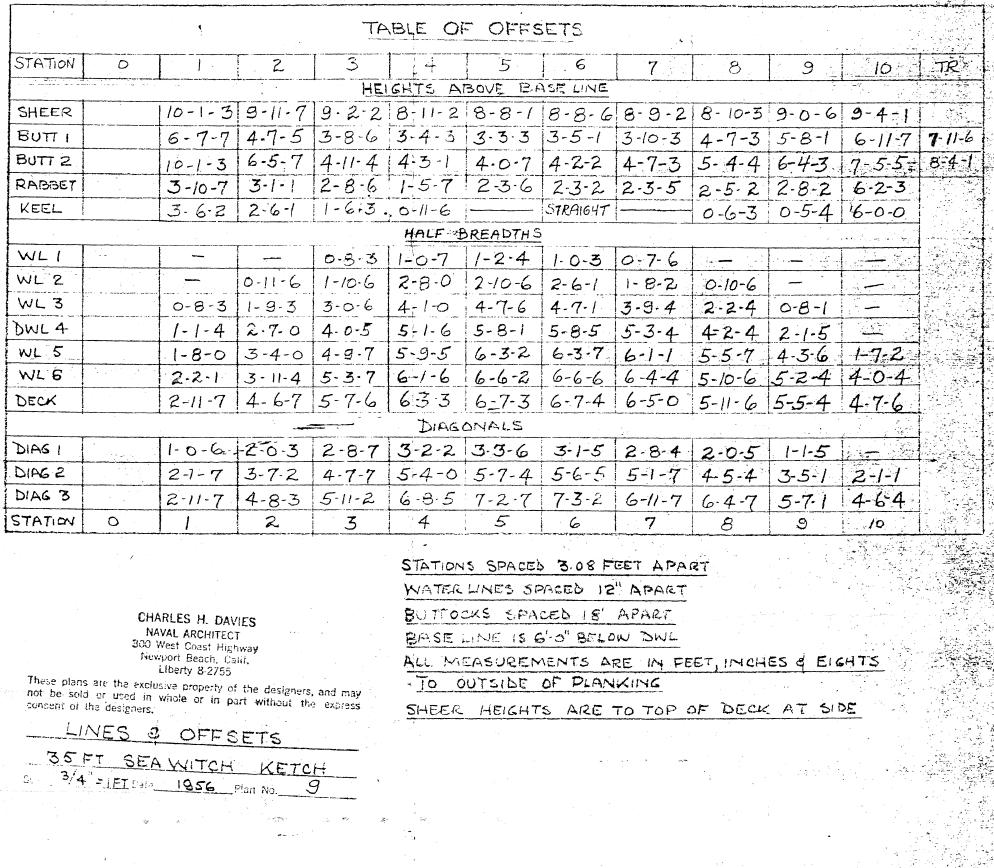 TABLE OF OFFSETS
STATION 0 1 2 3 4 5 6 7 8 9 10 TR
HEIGHTS ABOVE BASE LINE
SHEER 10-1-3 9-11-7 9-2-2 8-11-2 8-8-1 8-8-6 8-9-2 8-10-3 9-0-6 9-4-1
BUTT 1 6-7-7 4-7-5 3-8-6 3-4-3 3-3-3 3-5-1 3-10-3 4-7-3 5-8-1 6-11-7 7-11-6
BUTT 2 10-1-3 6-5-7 4-11-4 4-3-1 4-0-7 4-2-2 4-7-3 5-4-4 6-4-3 7-5-5 8-4-1
RABBET 3-10-7 3-1-1 2-8-6 1-5-7 2-3-6 2-3-2 2-3-5 2-5-2 2-8-2 6-2-3
KEEL 3-6-2 2-6-1 1-6-3 0-11-6 — STRAIGHT — 0-6-3 0-5-4 6-0-0
HALF-BREADTHS
WL 1 — — 0-8-3 1-0-7 1-2-4 1-0-3 0-7-6 — — —
WL 2 — 0-11-6 1-10-6 2-8-0 2-10-6 2-6-1 1-8-2 0-10-6 — —
WL 3 0-8-3 1-9-3 3-0-6 4-1-0 4-7-6 4-7-1 3-9-4 2-2-4 0-8-1 —
DWL 4 1-1-4 2-7-0 4-0-5 5-1-6 5-8-1 5-8-5 5-3-4 4-2-4 2-1-5 —
WL 5 1-8-0 3-4-0 4-9-7 5-9-5 6-3-2 6-3-7 6-1-1 5-5-7 4-3-6 1-7-2
WL 6 2-2-1 3-11-4 5-3-7 6-1-6 6-6-2 6-6-6 6-4-4 5-10-6 5-2-4 4-0-4
DECK 2-11-7 4-6-7 5-7-6 6-3-3 6-7-3 6-7-4 6-5-0 5-11-6 5-5-4 4-7-6
DIAGONALS
DIAG 1 1-0-6 2-0-3 2-8-7 3-2-2 3-3-6 3-1-5 2-8-4 2-0-5 1-1-5 —
DIAG 2 2-1-7 3-7-2 4-7-7 5-4-0 5-7-4 5-6-5 5-1-7 4-5-4 3-5-1 2-1-1
DIAG 3 2-11-7 4-8-3 5-11-2 6-8-5 7-2-7 7-3-2 6-11-7 6-4-7 5-7-1 4-6-4
STATION 0 1 2 3 4 5 6 7 8 9 10
STATIONS SPACED 3.08 FEET APART
WATER LINES SPACED 12" APART
BUTTOCKS SPACED 18' APART
BASE LINE IS 6'-0" BELOW DWL
ALL MEASUREMENTS ARE IN FEET, INCHES & EIGHTS
-TO OUTSIDE OF PLANKING
SHEER HEIGHTS ARE TO TOP OF DECK AT SIDE
CHARLES H. DAVIES
NAVAL ARCHITECT
300 West Coast Highway
Newport Beach, Calif.
LIberty 8-2755
These plans are the exclusive property of the designers, and may
not be sold or used in whole or in part without the express
consent of the designers.
LINES & OFFSETS
35 FT SEA WITCH KETCH
3/4" = 1FT Date 1956 Plan No. 9